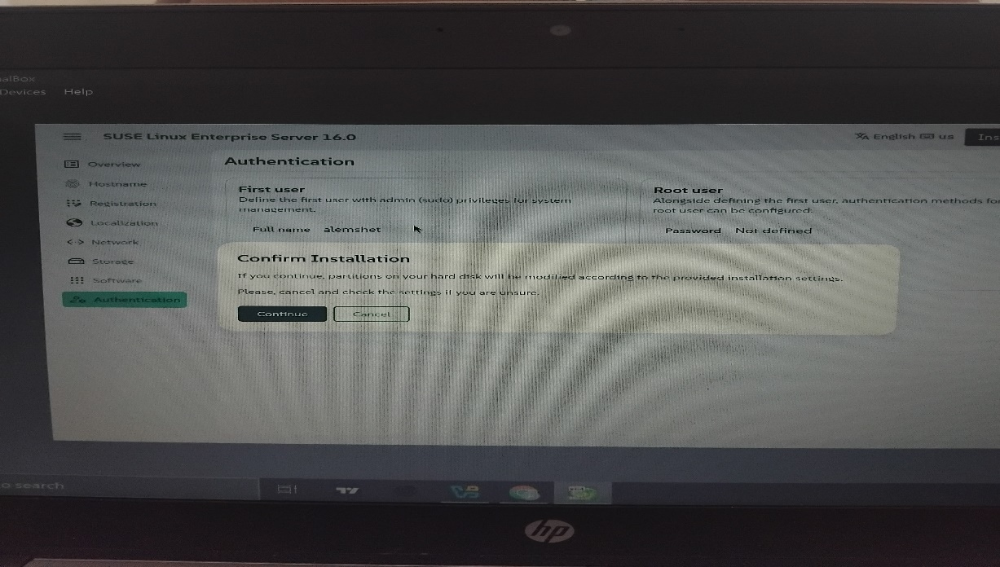 Devices Help
SUSE Linux Enterprise Server 16.0
English us
Overview
Hostname
Registration
Localization
Network
Storage
Software
Authentication
Authentication
First user
Define the first user with admin (sudo) privileges for system
management.
Full name alemshet
Root user
Alongside defining the first user, authentication methods for
root user can be configured.
Password Not defined
Confirm Installation
If you continue, partitions on your hard disk will be modified according to the provided installation settings.
Please, cancel and check the settings if you are unsure.
Continue Cancel
search
hp